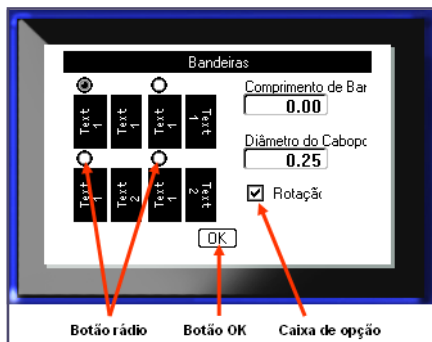 Bandeiras
Comprimento de Bar
0.00
Text 1 Text 1 Text 1 Text 1
Diâmetro do Cabopc
0.25
Text 1 Text 2 Text 1 Text 2
Rotaçãc
OK
Botão rádio Botão OK Caixa de opção